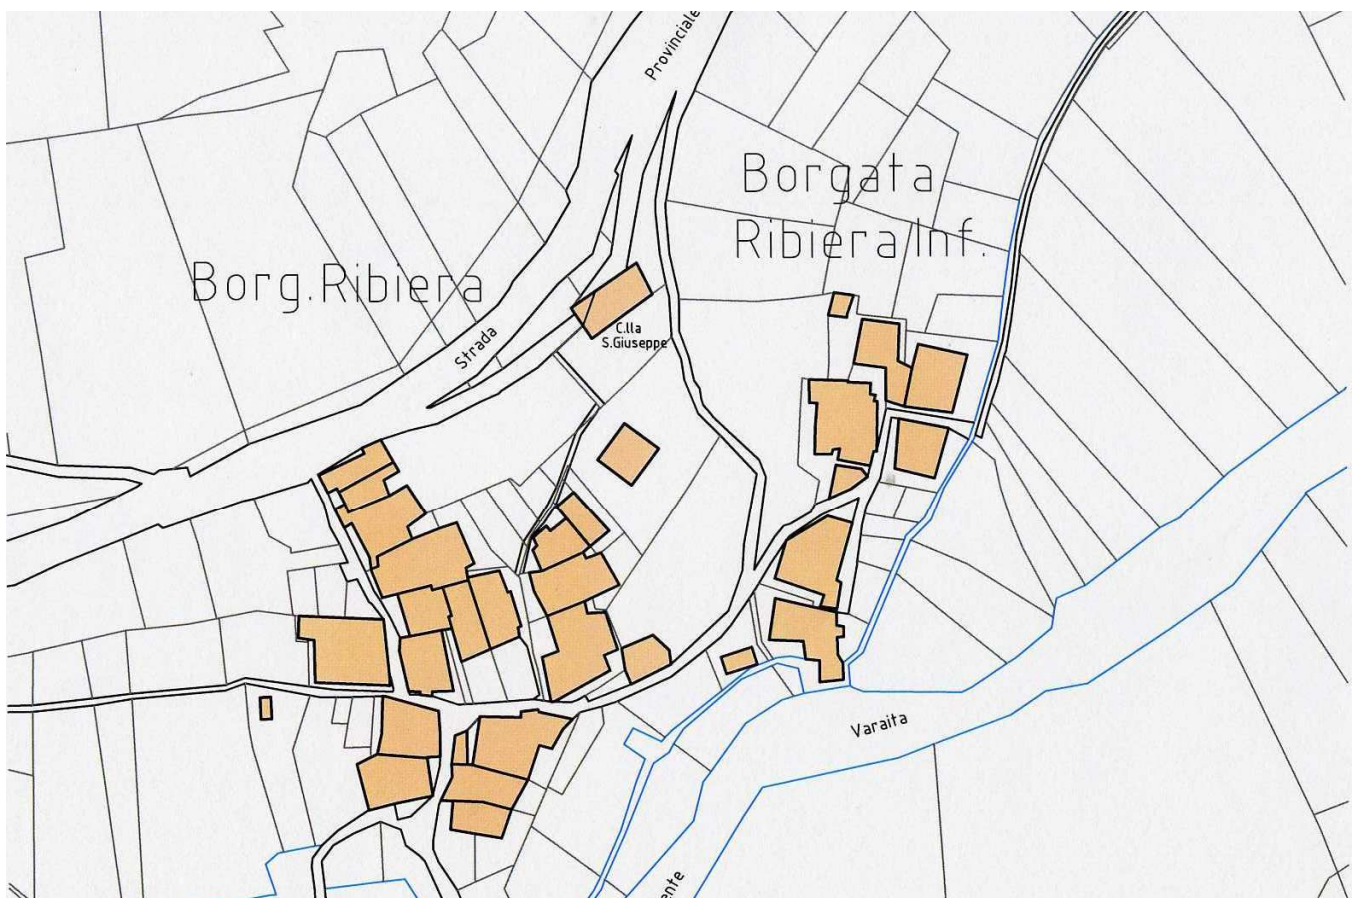 Provinciale
Borgata
Ribiera Inf.
Borg. Ribiera
Strada
C.lla
S.Giuseppe
Varaita
ente